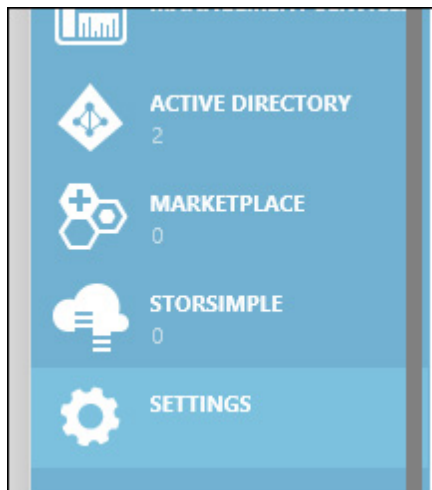 ACTIVE DIRECTORY
2
MARKETPLACE
0
STORSIMPLE
0
SETTINGS